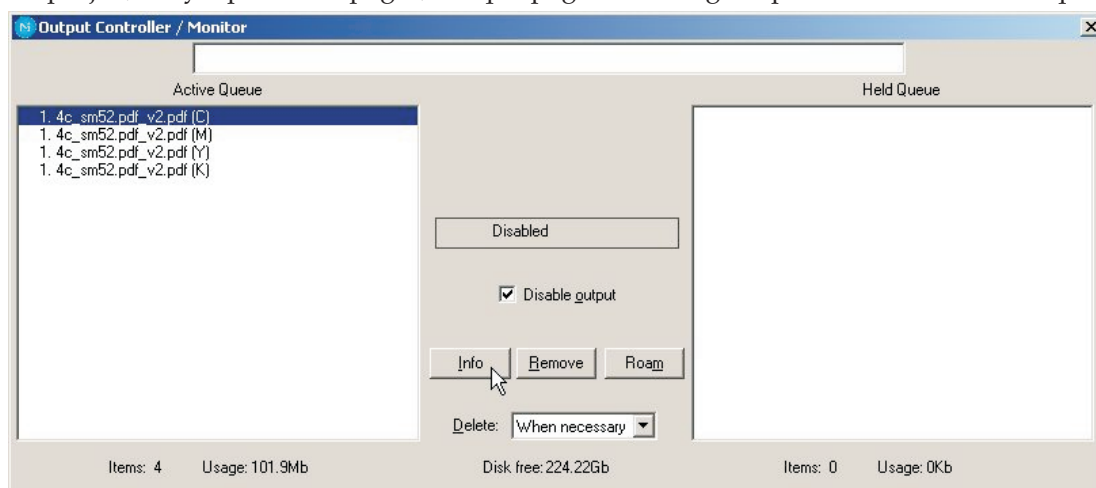 Output Controller / Monitor
Active Queue
Held Queue
1. 4c_sm52.pdf_v2.pdf (C)
1. 4c_sm52.pdf_v2.pdf (M)
1. 4c_sm52.pdf_v2.pdf (Y)
1. 4c_sm52.pdf_v2.pdf (K)
Disabled
Disable output
Info
Remove
Roam
Delete: When necessary
Items: 4 Usage: 101.9Mb
Disk free: 224.22Gb
Items: 0 Usage: 0Kb